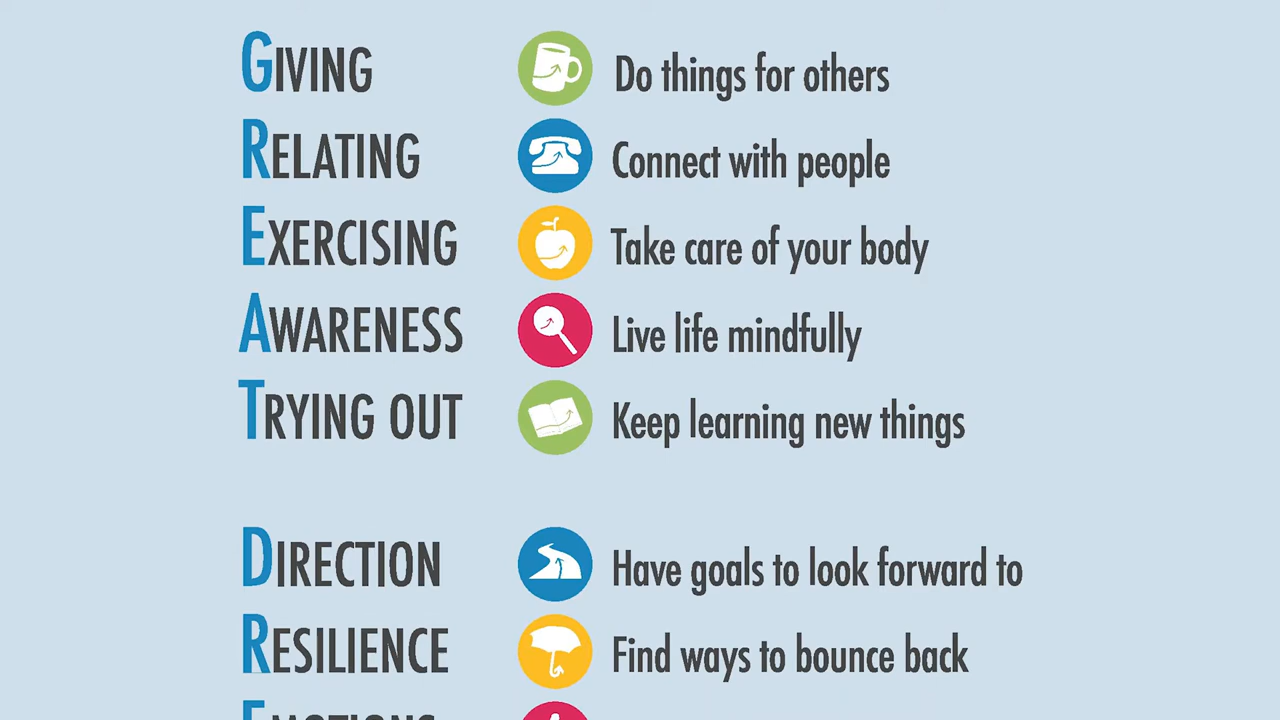 GIVING Do things for others
RELATING Connect with people
EXERCISING Take care of your body
AWARENESS Live life mindfully
TRYING OUT Keep learning new things
DIRECTION Have goals to look forward to
RESILIENCE Find ways to bounce back
EMOTIONS